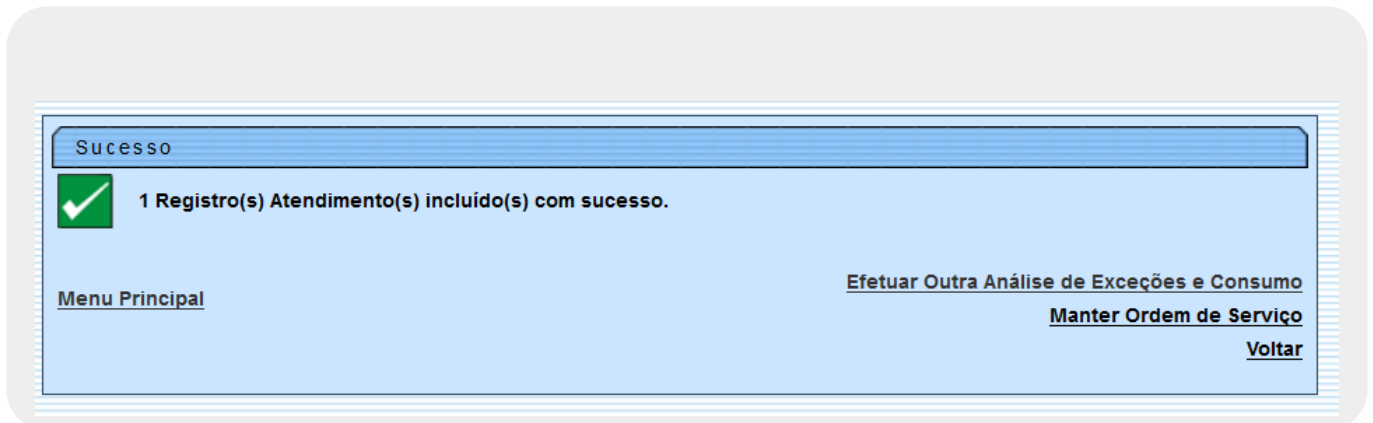 Sucesso
1 Registro(s) Atendimento(s) incluído(s) com sucesso.
Efetuar Outra Análise de Exceções e Consumo
Menu Principal
Manter Ordem de Serviço
Voltar